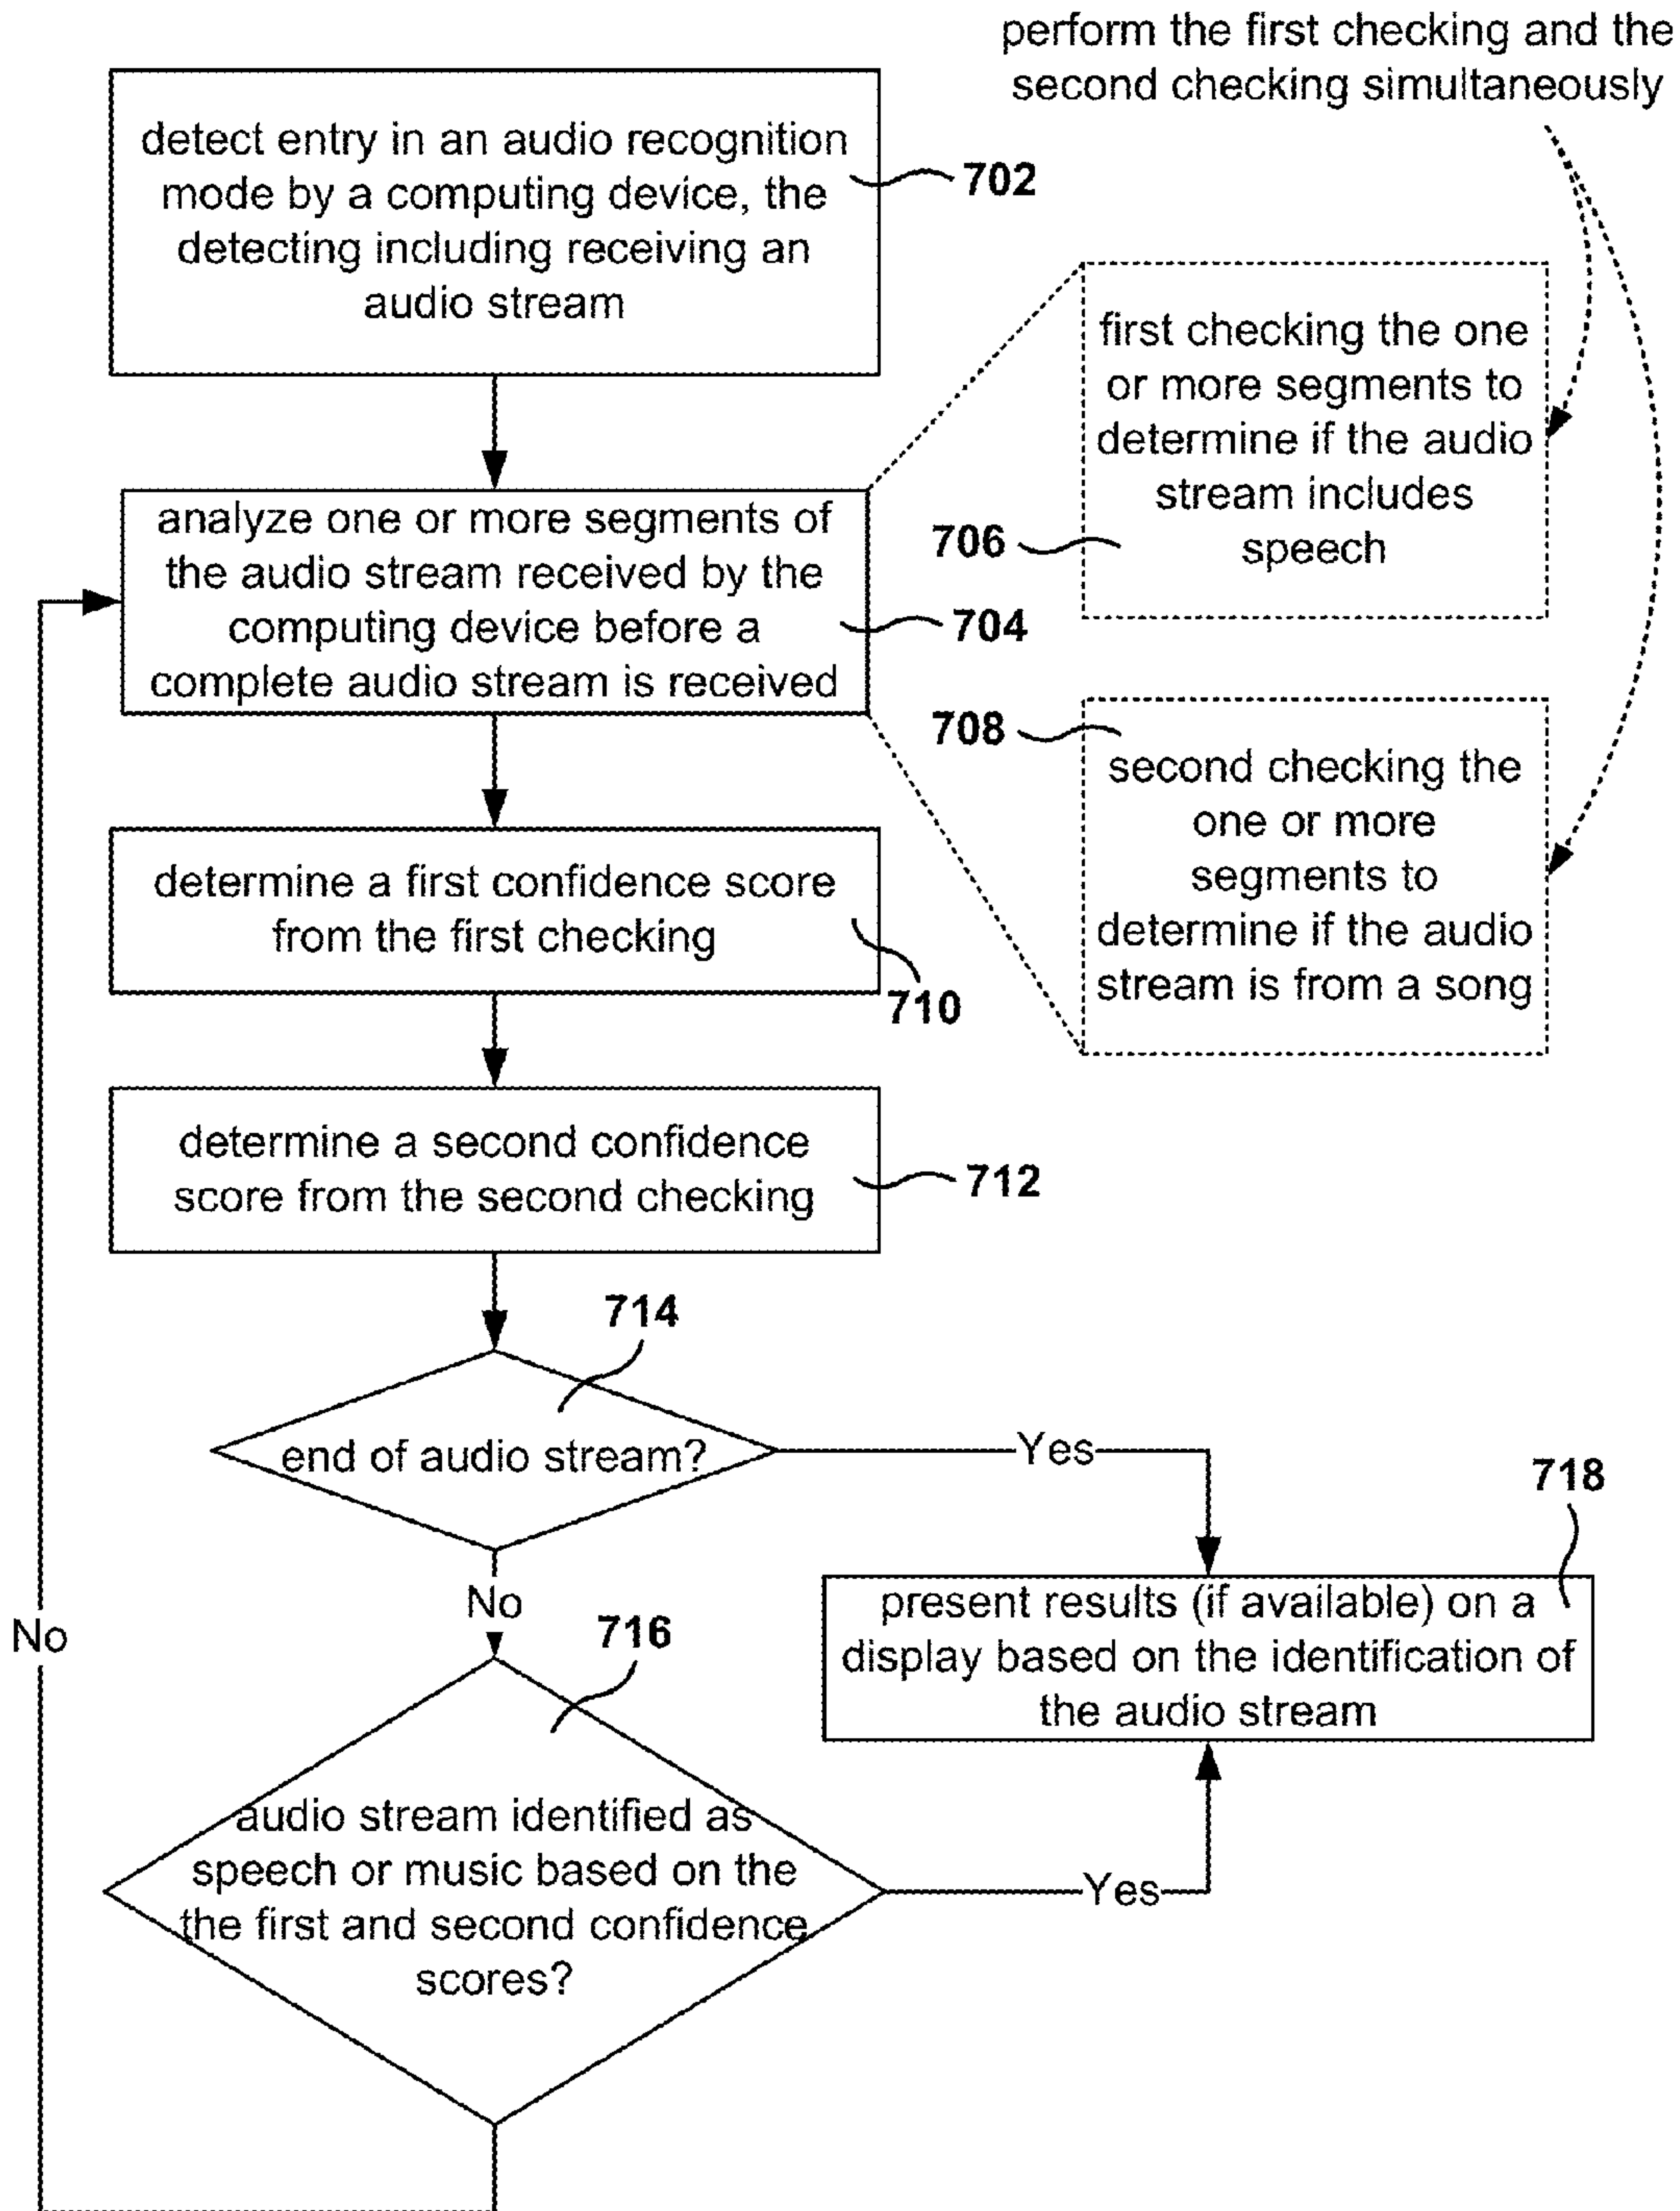 perform the first checking and the
second checking simultaneously
detect entry in an audio recognition
mode by a computing device, the
detecting including receiving an
audio stream
702
first checking the one
or more segments to
determine if the audio
stream includes
speech
706
analyze one or more segments of
the audio stream received by the
computing device before a
complete audio stream is received
704
708
second checking the
one or more
segments to
determine if the audio
stream is from a song
determine a first confidence score
from the first checking
710
determine a second confidence
score from the second checking
712
714
end of audio stream?
Yes
No
718
present results (if available) on a
display based on the identification of
the audio stream
716
audio stream identified as
speech or music based on the
the first and second confidence
scores?
Yes
No